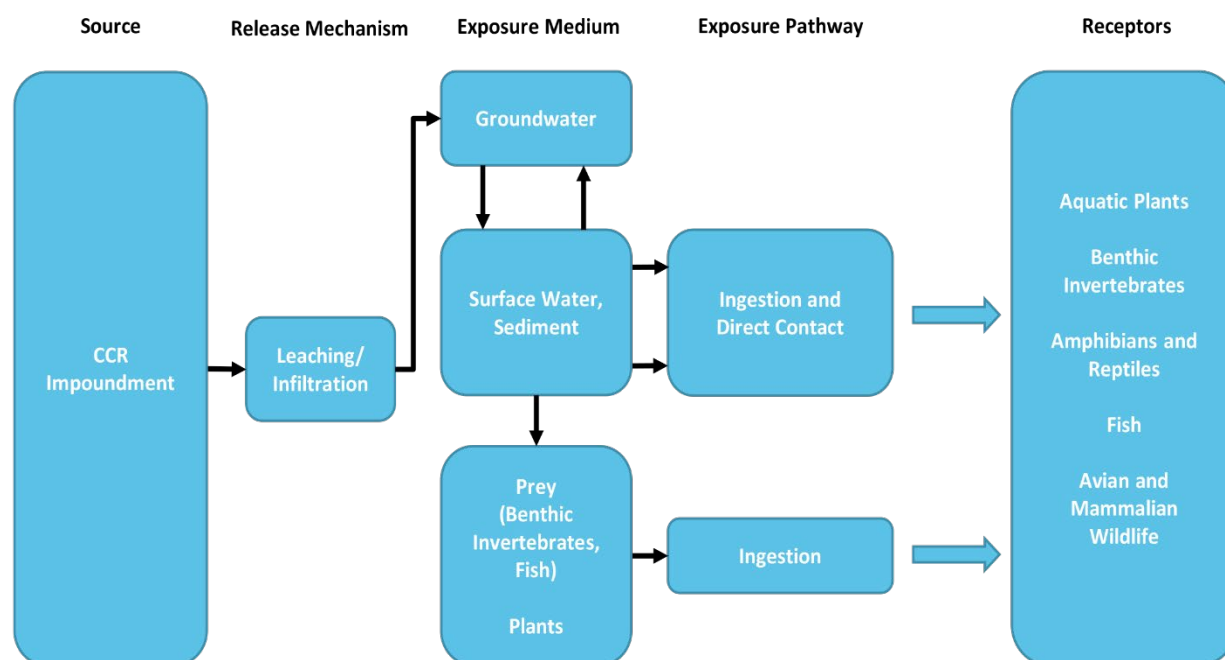 Source
Release Mechanism
Exposure Medium
Exposure Pathway
Receptors
CCR
Impoundment
Leaching/
Infiltration
Groundwater
Surface Water,
Sediment
Prey
(Benthic
Invertebrates,
Fish)
Plants
Ingestion and
Direct Contact
Ingestion
Aquatic Plants
Benthic
Invertebrates
Amphibians and
Reptiles
Fish
Avian and
Mammalian
Wildlife